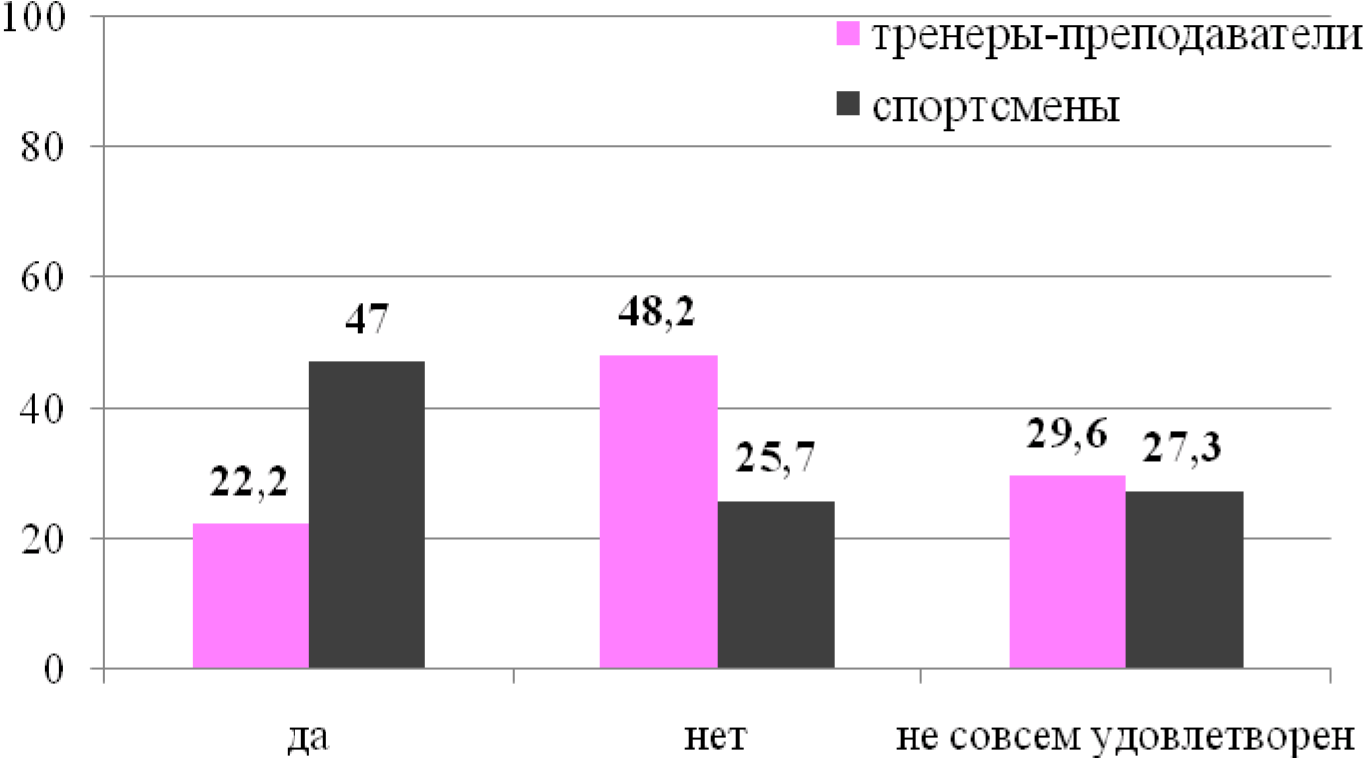 100
тренеры-преподаватели
спортсмены
80
60
40
20
0
47
48,2
22,2
25,7
29,6
27,3
да
нет
не совсем удовлетворен